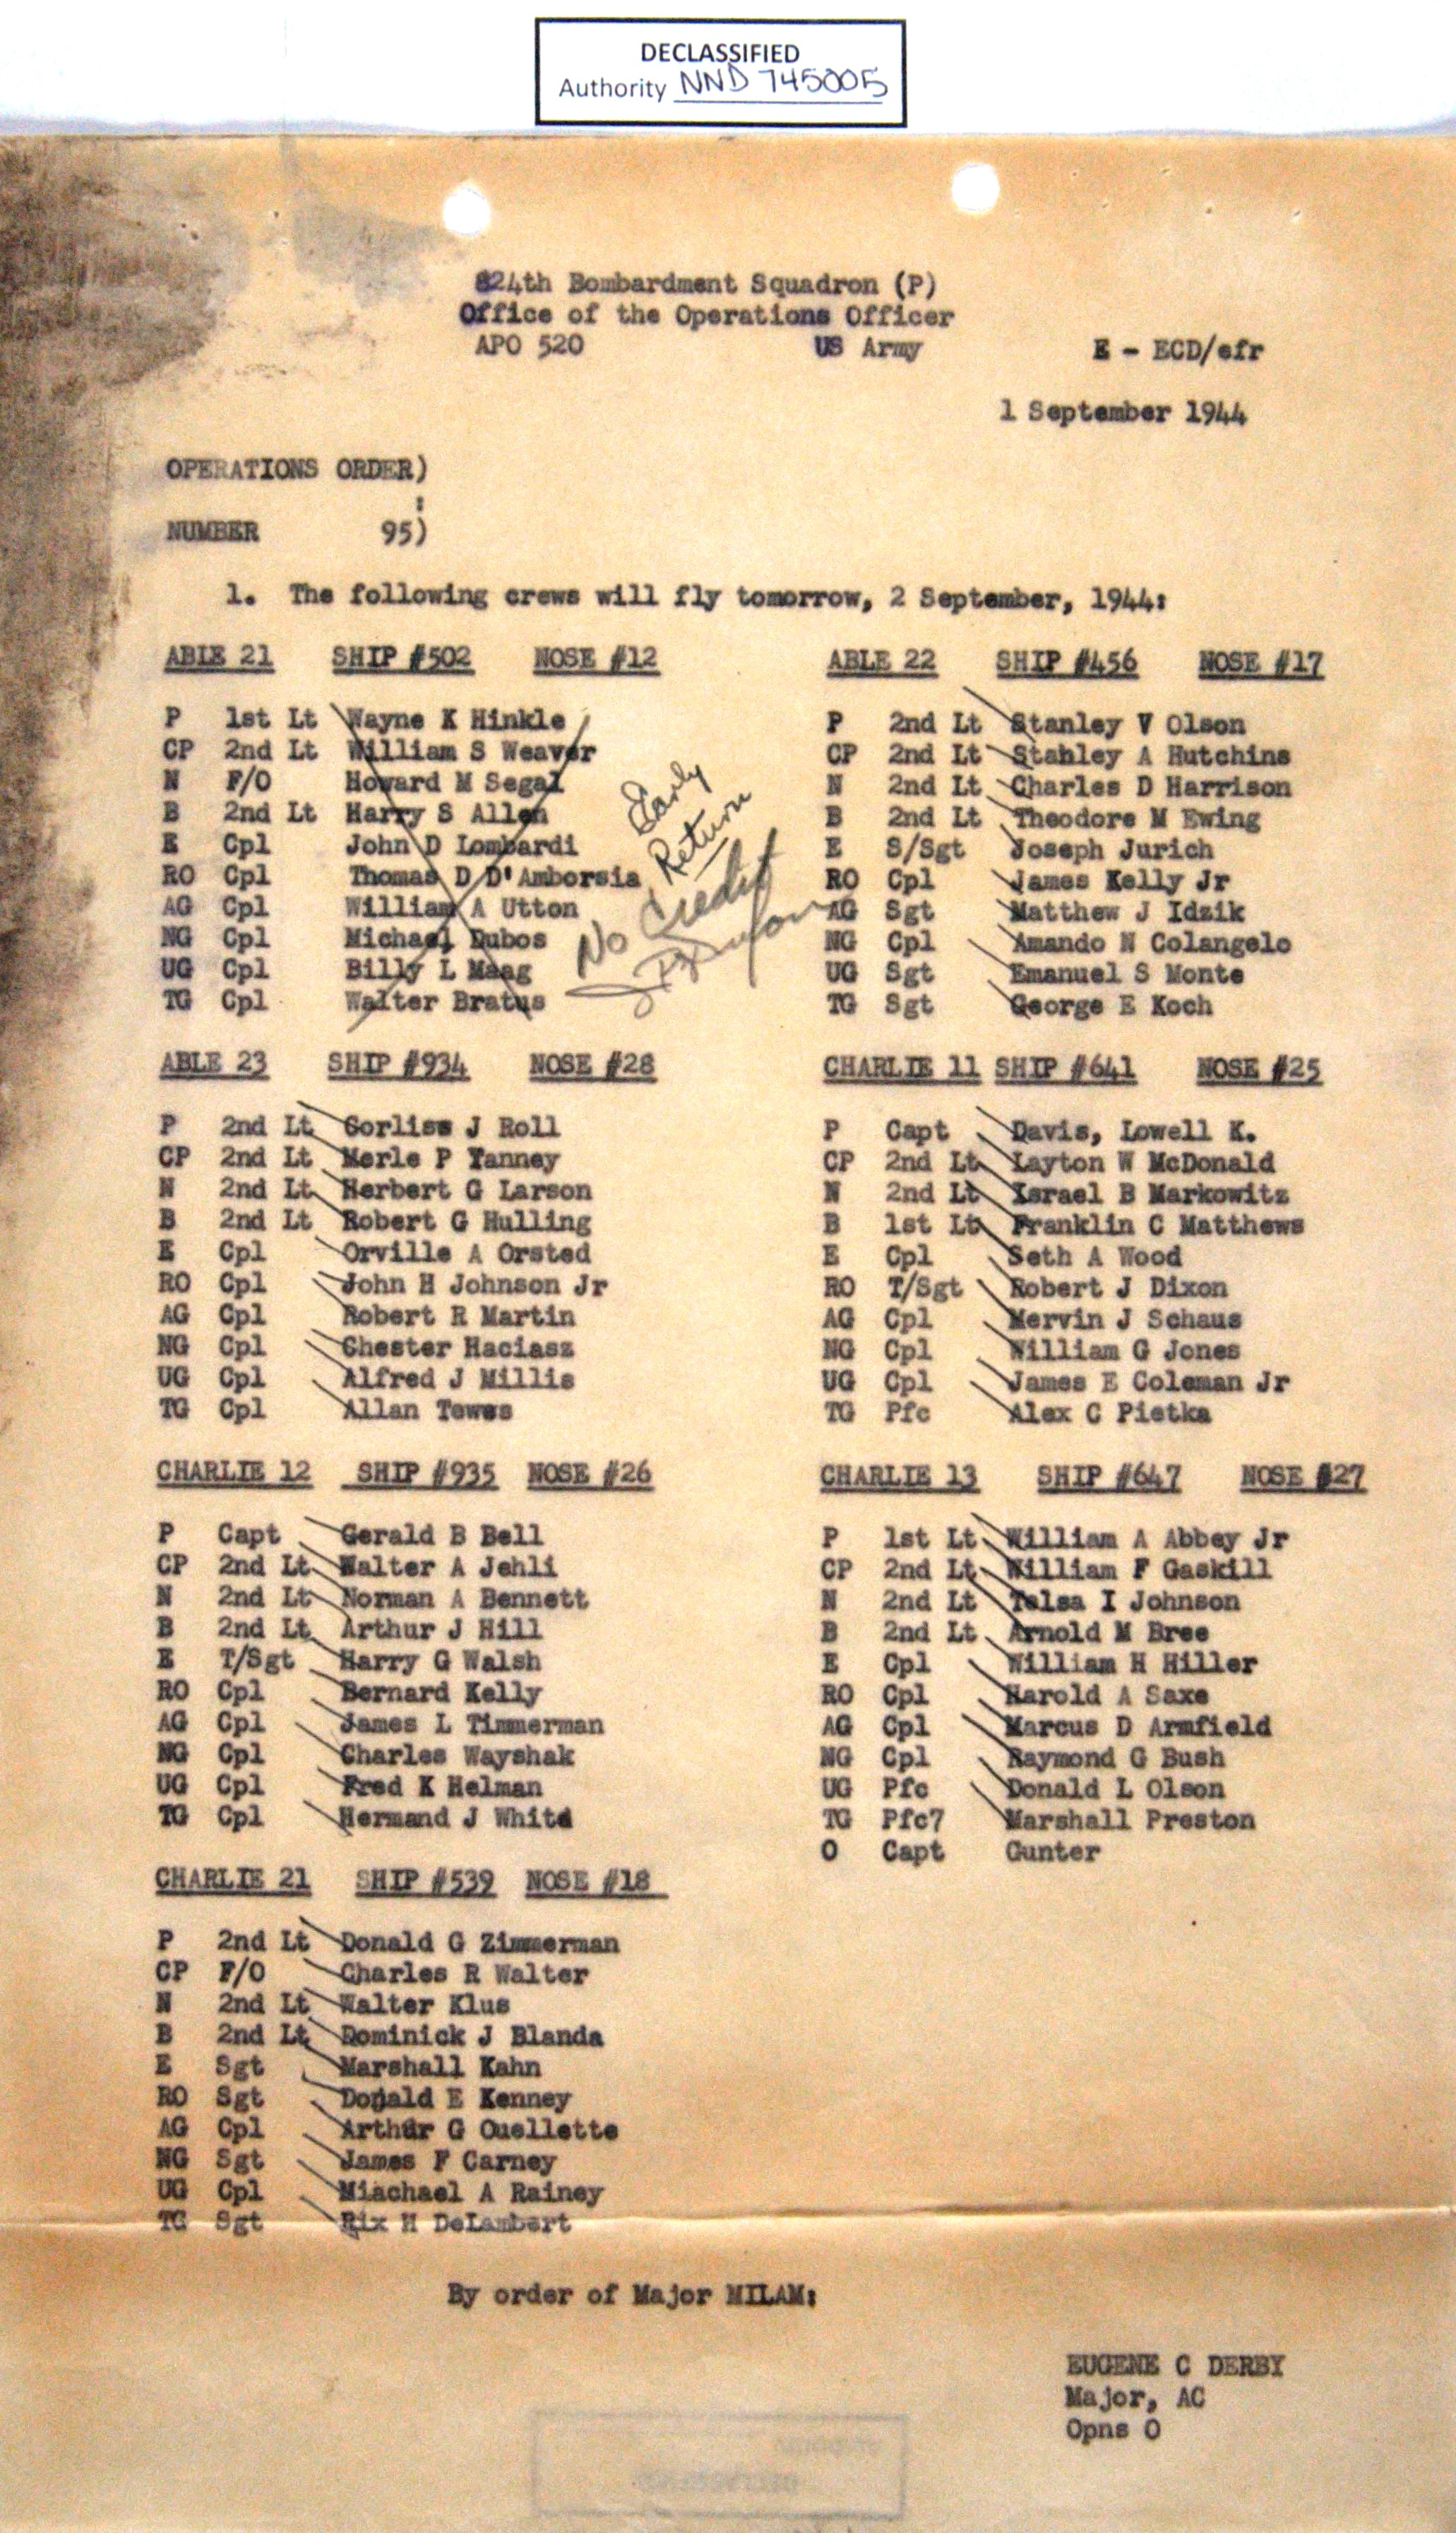 DECLASSIFIED
Authority NND 745005
824th Bombardment Squadron (P)
Office of the Operations Officer
APO 520 US Army E - ECD/efr
1 September 1944
OPERATIONS ORDER)
:
NUMBER 95)
1. The following crews will fly tomorrow, 2 September, 1944:
ABLE 21 SHIP #502 NOSE #12
P 1st Lt Wayne K Hinkle
CP 2nd Lt William S Weaver
N F/O Howard M Segal
B 2nd Lt Harry S Allen
E Cpl John D Lombardi
RO Cpl Thomas D D'Amborsia
AG Cpl William A Utton
NG Cpl Michael Dubos
UG Cpl Billy L Maag
TG Cpl Walter Bratus
Early
Return
No Credit
ABLE 22 SHIP #456 NOSE #17
P 2nd Lt Stanley V Olson
CP 2nd Lt Stahley A Hutchins
N 2nd Lt Charles D Harrison
B 2nd Lt Theodore M Ewing
E S/Sgt Joseph Jurich
RO Cpl James Kelly Jr
AG Sgt Matthew J Idzik
NG Cpl Amando N Colangelo
UG Sgt Emanuel S Monte
TG Sgt George E Koch
ABLE 23 SHIP #934 NOSE #28
P 2nd Lt Corliss J Roll
CP 2nd Lt Merle P Tanney
N 2nd Lt Herbert G Larson
B 2nd Lt Robert G Hulling
E Cpl Orville A Orsted
RO Cpl John H Johnson Jr
AG Cpl Robert R Martin
NG Cpl Chester Haciasz
UG Cpl Alfred J Millis
TG Cpl Allan Tewes
CHARLIE 11 SHIP #641 NOSE #25
P Capt Davis, Lowell K.
CP 2nd Lt Layton W McDonald
N 2nd Lt Israel B Markowitz
B 1st Lt Franklin C Matthews
E Cpl Seth A Wood
RO T/Sgt Robert J Dixon
AG Cpl Mervin J Schaus
NG Cpl William G Jones
UG Cpl James E Coleman Jr
TG Pfc Alex C Pietka
CHARLIE 12 SHIP #935 NOSE #26
P Capt Gerald B Bell
CP 2nd Lt Walter A Jehli
N 2nd Lt Norman A Bennett
B 2nd Lt Arthur J Hill
E T/Sgt Harry G Walsh
RO Cpl Bernard Kelly
AG Cpl James L Timmerman
NG Cpl Charles Wayshak
UG Cpl Fred K Helman
TG Cpl Hermand J White
CHARLIE 13 SHIP #647 NOSE #27
P 1st Lt William A Abbey Jr
CP 2nd Lt William F Gaskill
N 2nd Lt Talsa I Johnson
B 2nd Lt Arnold M Bree
E Cpl William H Hiller
RO Cpl Harold A Saxe
AG Cpl Marcus D Armfield
NG Cpl Raymond G Bush
UG Pfc Donald L Olson
TG Pfc7 Marshall Preston
O Capt Gunter
CHARLIE 21 SHIP #539 NOSE #18
P 2nd Lt Donald G Zimmerman
CP F/O Charles R Walter
N 2nd Lt Walter Klus
B 2nd Lt Dominick J Blanda
E Sgt Marshall Kahn
RO Sgt Donald E Kenney
AG Cpl Arthur G Ouellette
NG Sgt James F Carney
UG Cpl Miachael A Rainey
TG Sgt Rix H DeLambert
By order of Major MILAM:
EUGENE C DERBY
Major, AC
Opns O